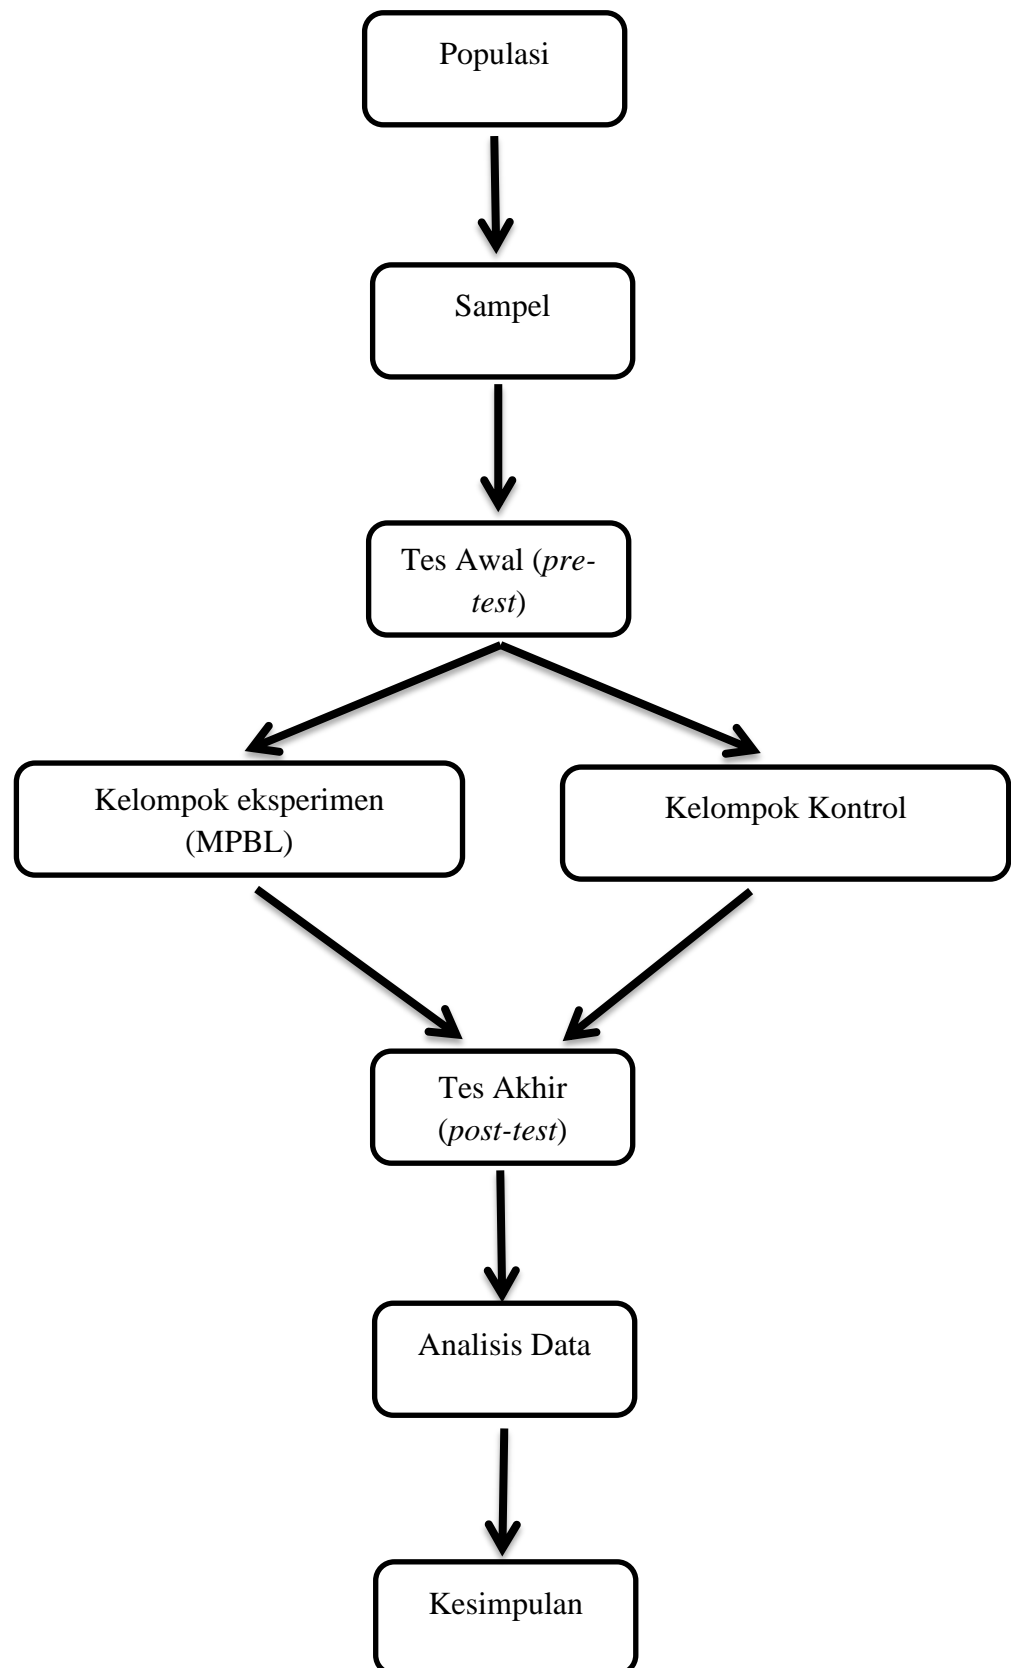 Populasi
Sampel
Tes Awal (pre-
test)
Kelompok eksperimen
(MPBL)
Kelompok Kontrol
Tes Akhir
(post-test)
Analisis Data
Kesimpulan